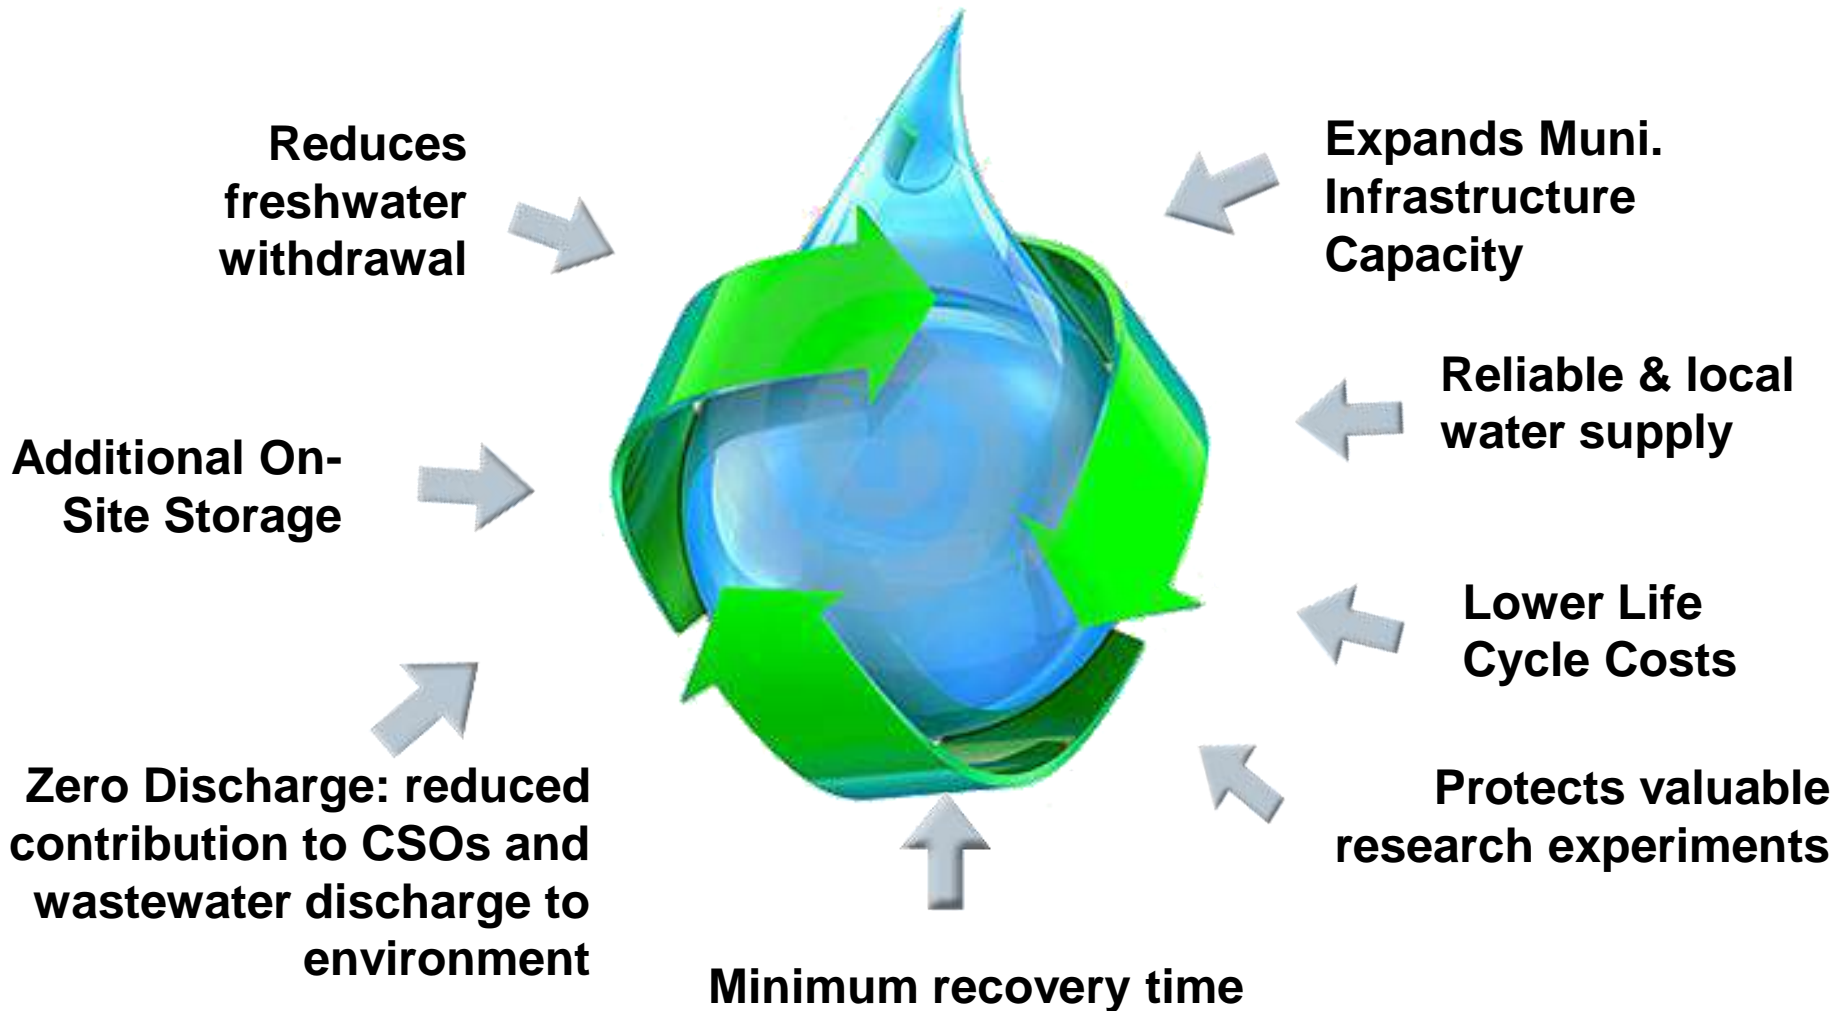 Reduces
freshwater
withdrawal
Expands Muni.
Infrastructure
Capacity
Reliable & local
water supply
Additional On-
Site Storage
Lower Life
Cycle Costs
Zero Discharge: reduced
contribution to CSOs and
wastewater discharge to
environment
Protects valuable
research experiments
Minimum recovery time